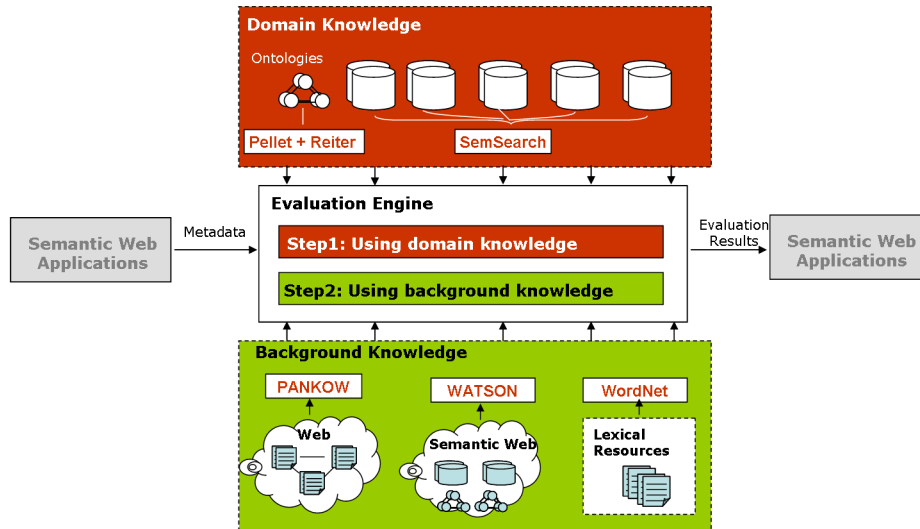 Domain Knowledge
Ontologies
Pellet + Reiter
SemSearch
Evaluation Engine
Semantic Web
Applications
Metadata
Step1: Using domain knowledge
Step2: Using background knowledge
Evaluation
Results
Semantic Web
Applications
Background Knowledge
PANKOW
WATSON
WordNet
Web
Semantic Web
Lexical
Resources